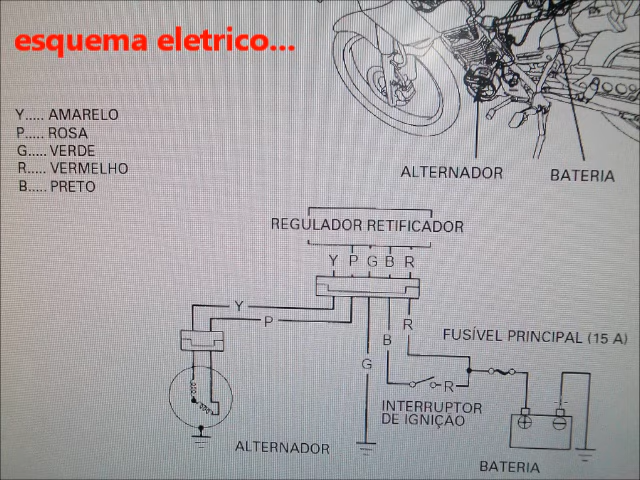 esquema eletrico...
Y..... AMARELO
P..... ROSA
G..... VERDE
R..... VERMELHO
B..... PRETO
ALTERNADOR
BATERIA
REGULADOR RETIFICADOR
Y P G B R
Y
P
R
B
G
FUSÍVEL PRINCIPAL (15 A)
R
INTERRUPTOR
DE IGNIÇÃO
ALTERNADOR
BATERIA